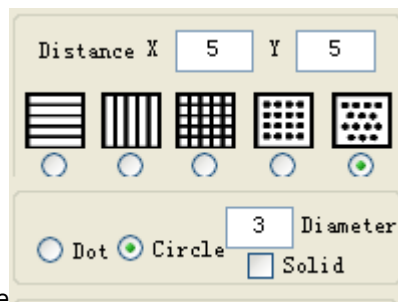 Distance X 5 Y 5
3 Diameter
Dot Circle
Solid
e